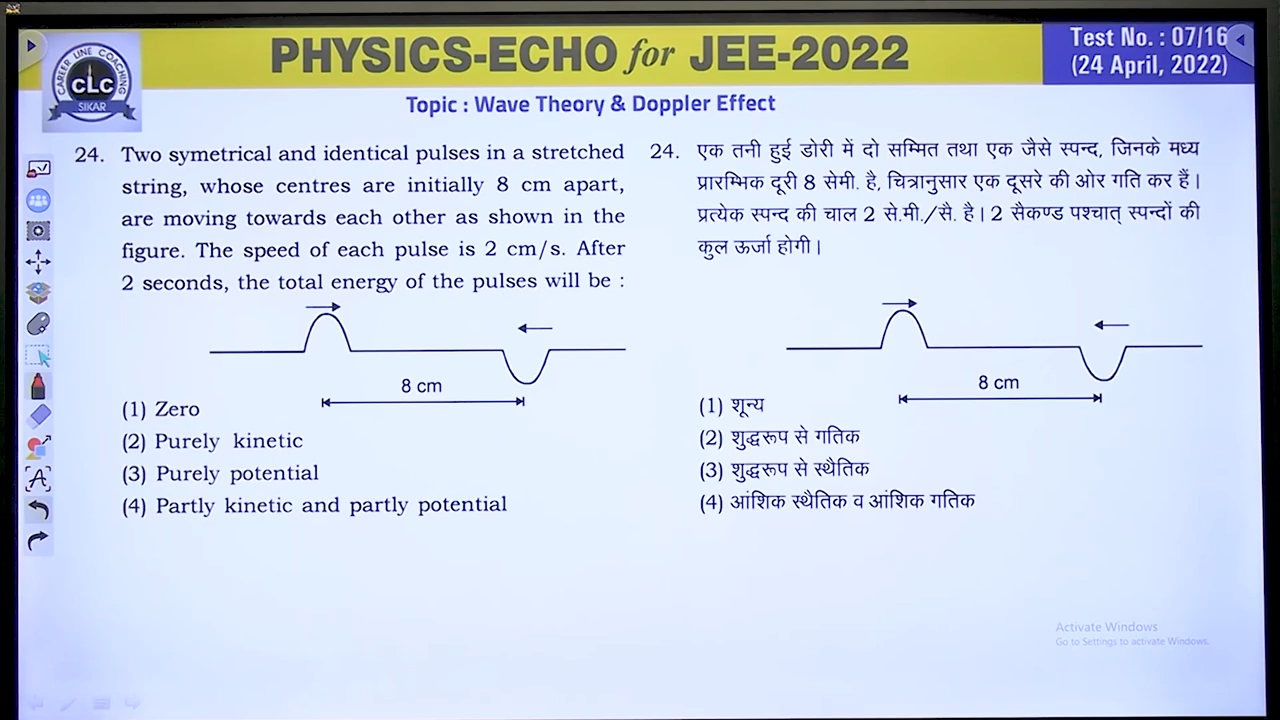 PHYSICS-ECHO for JEE-2022
Test No. : 07/16
(24 April, 2022)
CAREER LINE COACHING
CLC
SIKAR
Topic : Wave Theory & Doppler Effect
24. Two symetrical and identical pulses in a stretched
string, whose centres are initially 8 cm apart,
are moving towards each other as shown in the
figure. The speed of each pulse is 2 cm/s. After
2 seconds, the total energy of the pulses will be :
8 cm
(1) Zero
(2) Purely kinetic
(3) Purely potential
(4) Partly kinetic and partly potential
24. एक तनी हुई डोरी में दो सम्मित तथा एक जैसे स्पन्द, जिनके मध्य
प्रारम्भिक दूरी 8 सेमी. है, चित्रानुसार एक दूसरे की ओर गति कर हैं।
प्रत्येक स्पन्द की चाल 2 से.मी./सै. है। 2 सैकण्ड पश्चात् स्पन्दों की
कुल ऊर्जा होगी।
8 cm
(1) शून्य
(2) शुद्धरूप से गतिक
(3) शुद्धरूप से स्थैतिक
(4) आंशिक स्थैतिक व आंशिक गतिक
Activate Windows
Go to Settings to activate Windows.